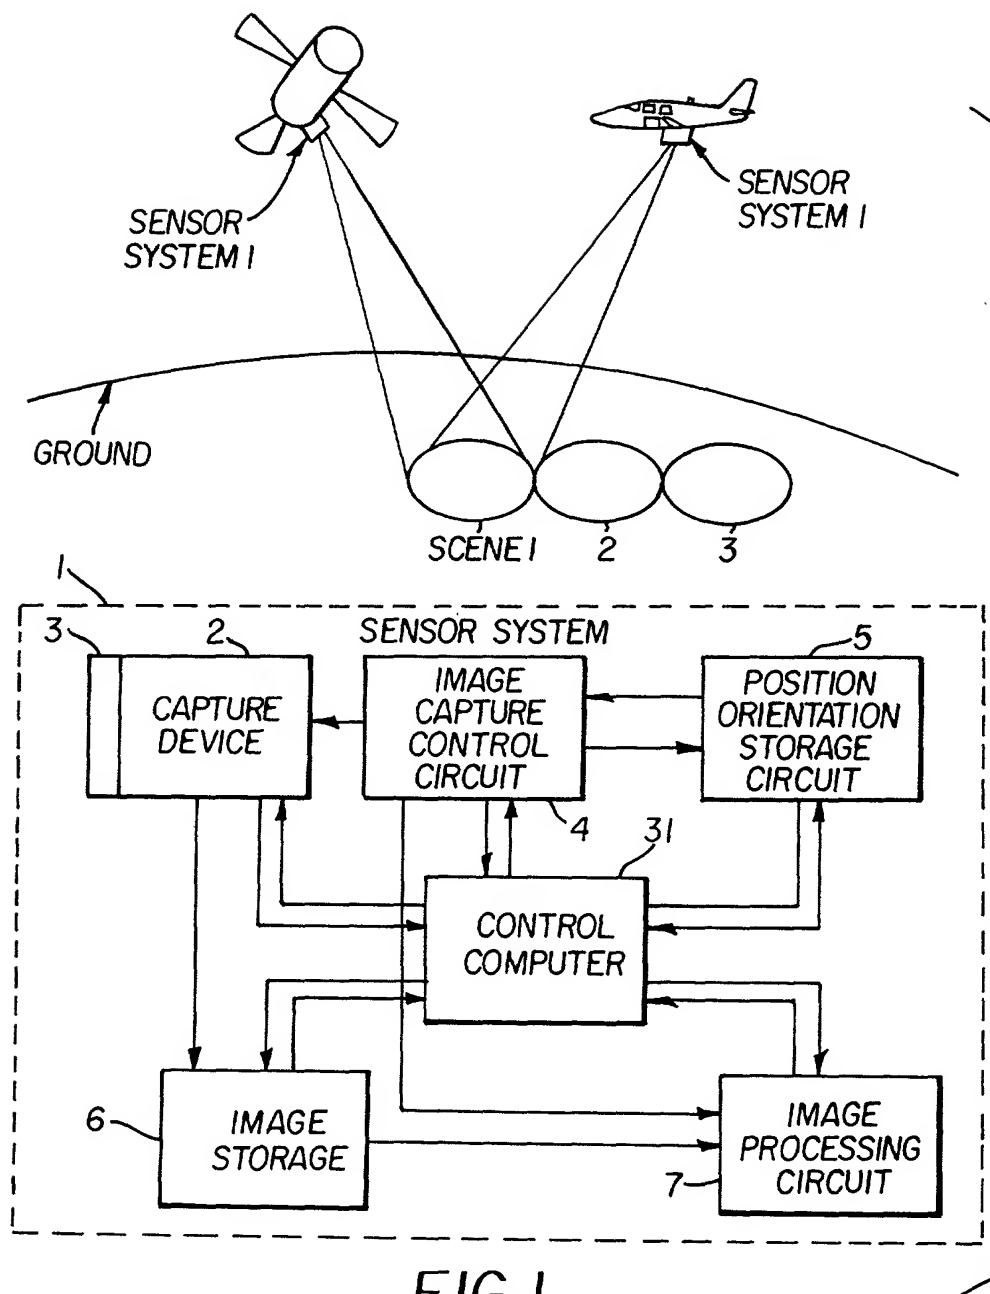 SENSOR
SYSTEM 1
SENSOR
SYSTEM 1
GROUND
SCENE 1
2
3
1
SENSOR SYSTEM
3
2
CAPTURE
DEVICE
IMAGE
CAPTURE
CONTROL
CIRCUIT
4
5
POSITION
ORIENTATION
STORAGE
CIRCUIT
31
CONTROL
COMPUTER
6
IMAGE
STORAGE
7
IMAGE
PROCESSING
CIRCUIT
FIG. 1